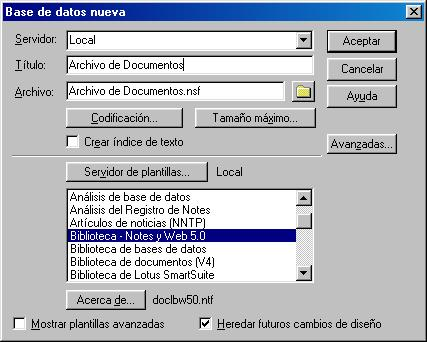 Base de datos nueva
Servidor: Local Aceptar
Título: Archivo de Documentos Cancelar
Archivo: Archivo de Documentos.nsf Ayuda
Codificación... Tamaño máximo...
Crear índice de texto Avanzadas...
Servidor de plantillas... Local
Análisis de base de datos
Análisis del Registro de Notes
Artículos de noticias (NNTP)
Biblioteca - Notes y Web 5.0
Biblioteca de bases de datos
Biblioteca de documentos (V4)
Biblioteca de Lotus SmartSuite
Acerca de... doclbw50.ntf
Mostrar plantillas avanzadas Heredar futuros cambios de diseño